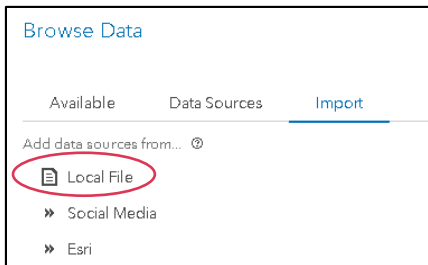 Browse Data
Available Data Sources Import
Add data sources from... ?
Local File
» Social Media
» Esri